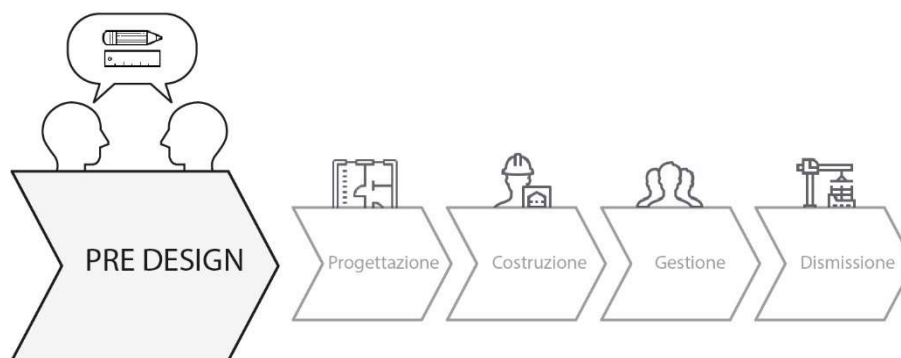 PRE DESIGN
Progettazione
Costruzione
Gestione
Dismissione